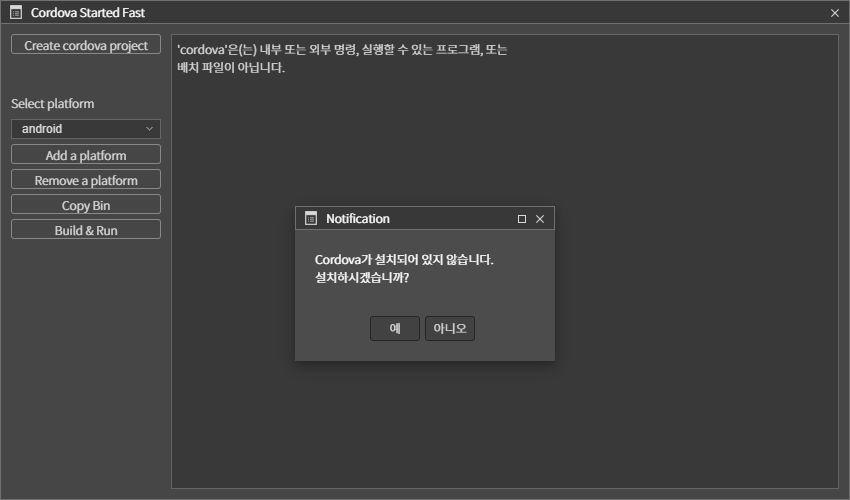 Cordova Started Fast
Create cordova project
'cordova'은(는) 내부 또는 외부 명령, 실행할 수 있는 프로그램, 또는
배치 파일이 아닙니다.
Select platform
android
Add a platform
Remove a platform
Copy Bin
Build & Run
Notification
Cordova가 설치되어 있지 않습니다.
설치하시겠습니까?
예
아니오